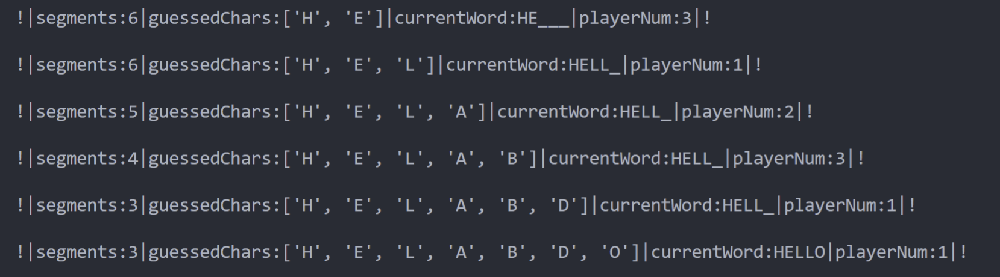 !|segments:6|guessedChars:['H', 'E']|currentWord:HE___|playerNum:3|!
!|segments:6|guessedChars:['H', 'E', 'L']|currentWord:HELL_|playerNum:1|!
!|segments:5|guessedChars:['H', 'E', 'L', 'A']|currentWord:HELL_|playerNum:2|!
!|segments:4|guessedChars:['H', 'E', 'L', 'A', 'B']|currentWord:HELL_|playerNum:3|!
!|segments:3|guessedChars:['H', 'E', 'L', 'A', 'B', 'D']|currentWord:HELL_|playerNum:1|!
!|segments:3|guessedChars:['H', 'E', 'L', 'A', 'B', 'D', 'O']|currentWord:HELLO|playerNum:1|!